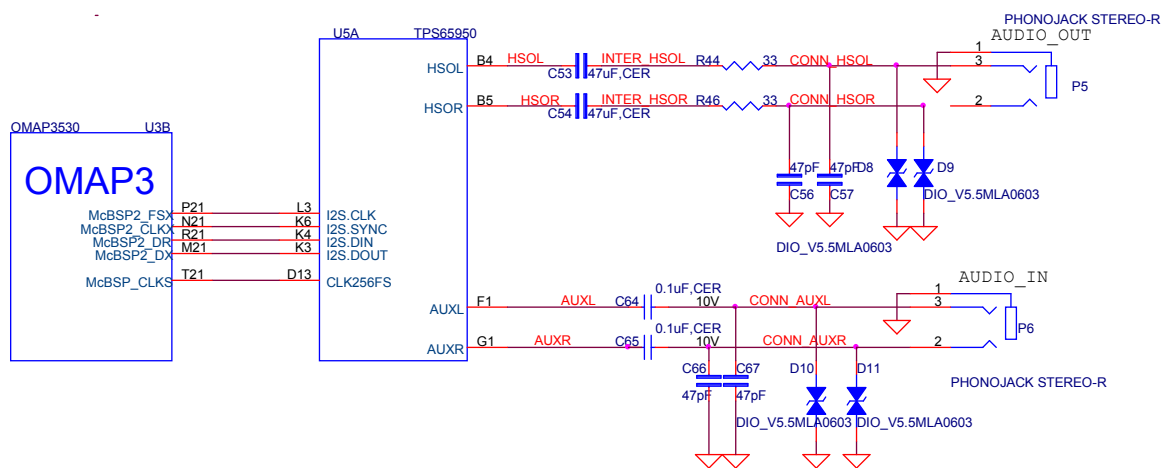 -
PHONOJACK STEREO-R
AUDIO_OUT
U5A TPS65950
HSOL B4 HSOL C53 47uF,CER INTER_HSOL R44 33 CONN_HSOL 1 3 P5
HSOR B5 HSOR C54 47uF,CER INTER_HSOR R46 33 CONN_HSOR 2
OMAP3530 U3B
OMAP3
47pF 47pF D8 D9
C56 C57 DIO_V5.5MLA0603
DIO_V5.5MLA0603
McBSP2_FSX P21 L3 I2S.CLK
McBSP2_CLKX N21 K6 I2S.SYNC
McBSP2_DR R21 K4 I2S.DIN
McBSP2_DX M21 K3 I2S.DOUT
McBSP_CLKS T21 D13 CLK256FS
AUDIO_IN
0.1uF,CER
AUXL F1 AUXL C64 10V CONN_AUXL 1 3
0.1uF,CER P6
AUXR G1 AUXR C65 10V CONN_AUXR 2
C66 C67 D10 D11
47pF 47pF PHONOJACK STEREO-R
DIO_V5.5MLA0603 DIO_V5.5MLA0603